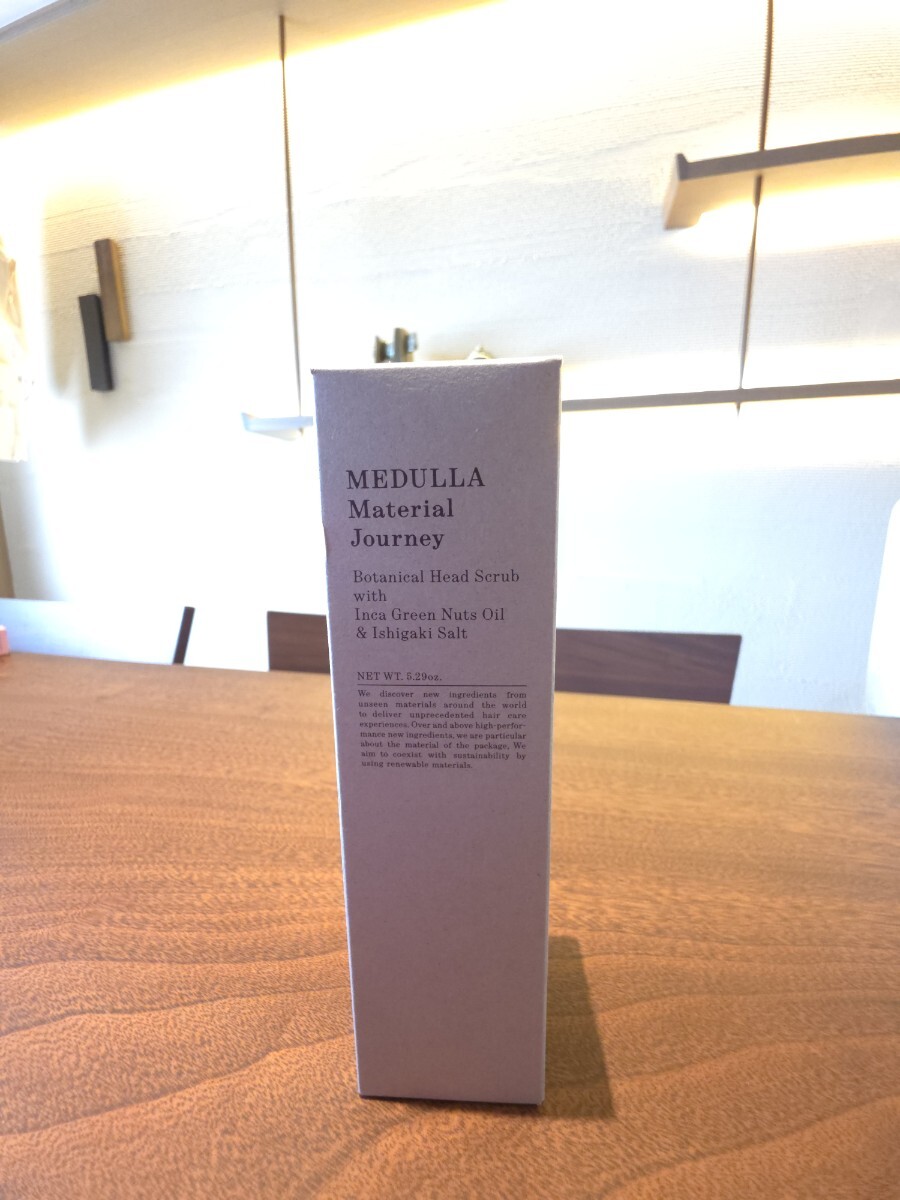 MEDULLA
Material
Journey
Botanical Head Scrub
with
Inca Green Nuts Oil
& Ishigaki Salt
NET WT. 5.29oz.
We discover new ingredients from
unseen materials around the world
to deliver unprecedented hair care
experiences. Over and above high-perfor-
mance new ingredients, we are particular
about the material of the package, We
aim to coexist with sustainability by
using renewable materials.